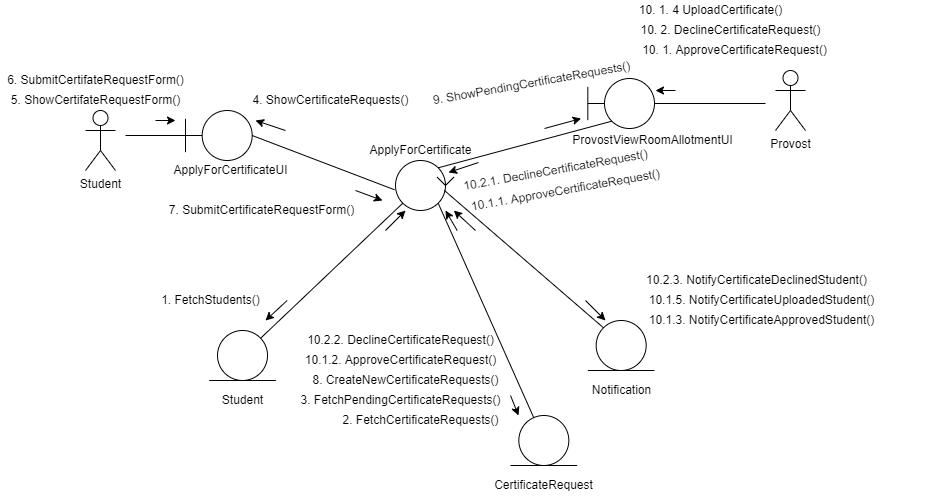 10. 1. 4 UploadCertificate()
10. 2. DeclineCertificateRequest()
10. 1. ApproveCertificateRequest()
6. SubmitCertifateRequestForm()
5. ShowCertifateRequestForm()
4. ShowCertificateRequests()
9. ShowPendingCertificateRequests()
Student
ApplyForCertificateUI
ApplyForCertificate
ProvostViewRoomAllotmentUI
Provost
10.2.1. DeclineCertificateRequest()
10.1.1. ApproveCertificateRequest()
7. SubmitCertificateRequestForm()
1. FetchStudents()
10.2.3. NotifyCertificateDeclinedStudent()
10.1.5. NotifyCertificateUploadedStudent()
10.1.3. NotifyCertificateApprovedStudent()
10.2.2. DeclineCertificateRequest()
10.1.2. ApproveCertificateRequest()
8. CreateNewCertificateRequests()
3. FetchPendingCertificateRequests()
2. FetchCertificateRequests()
Student
Notification
CertificateRequest